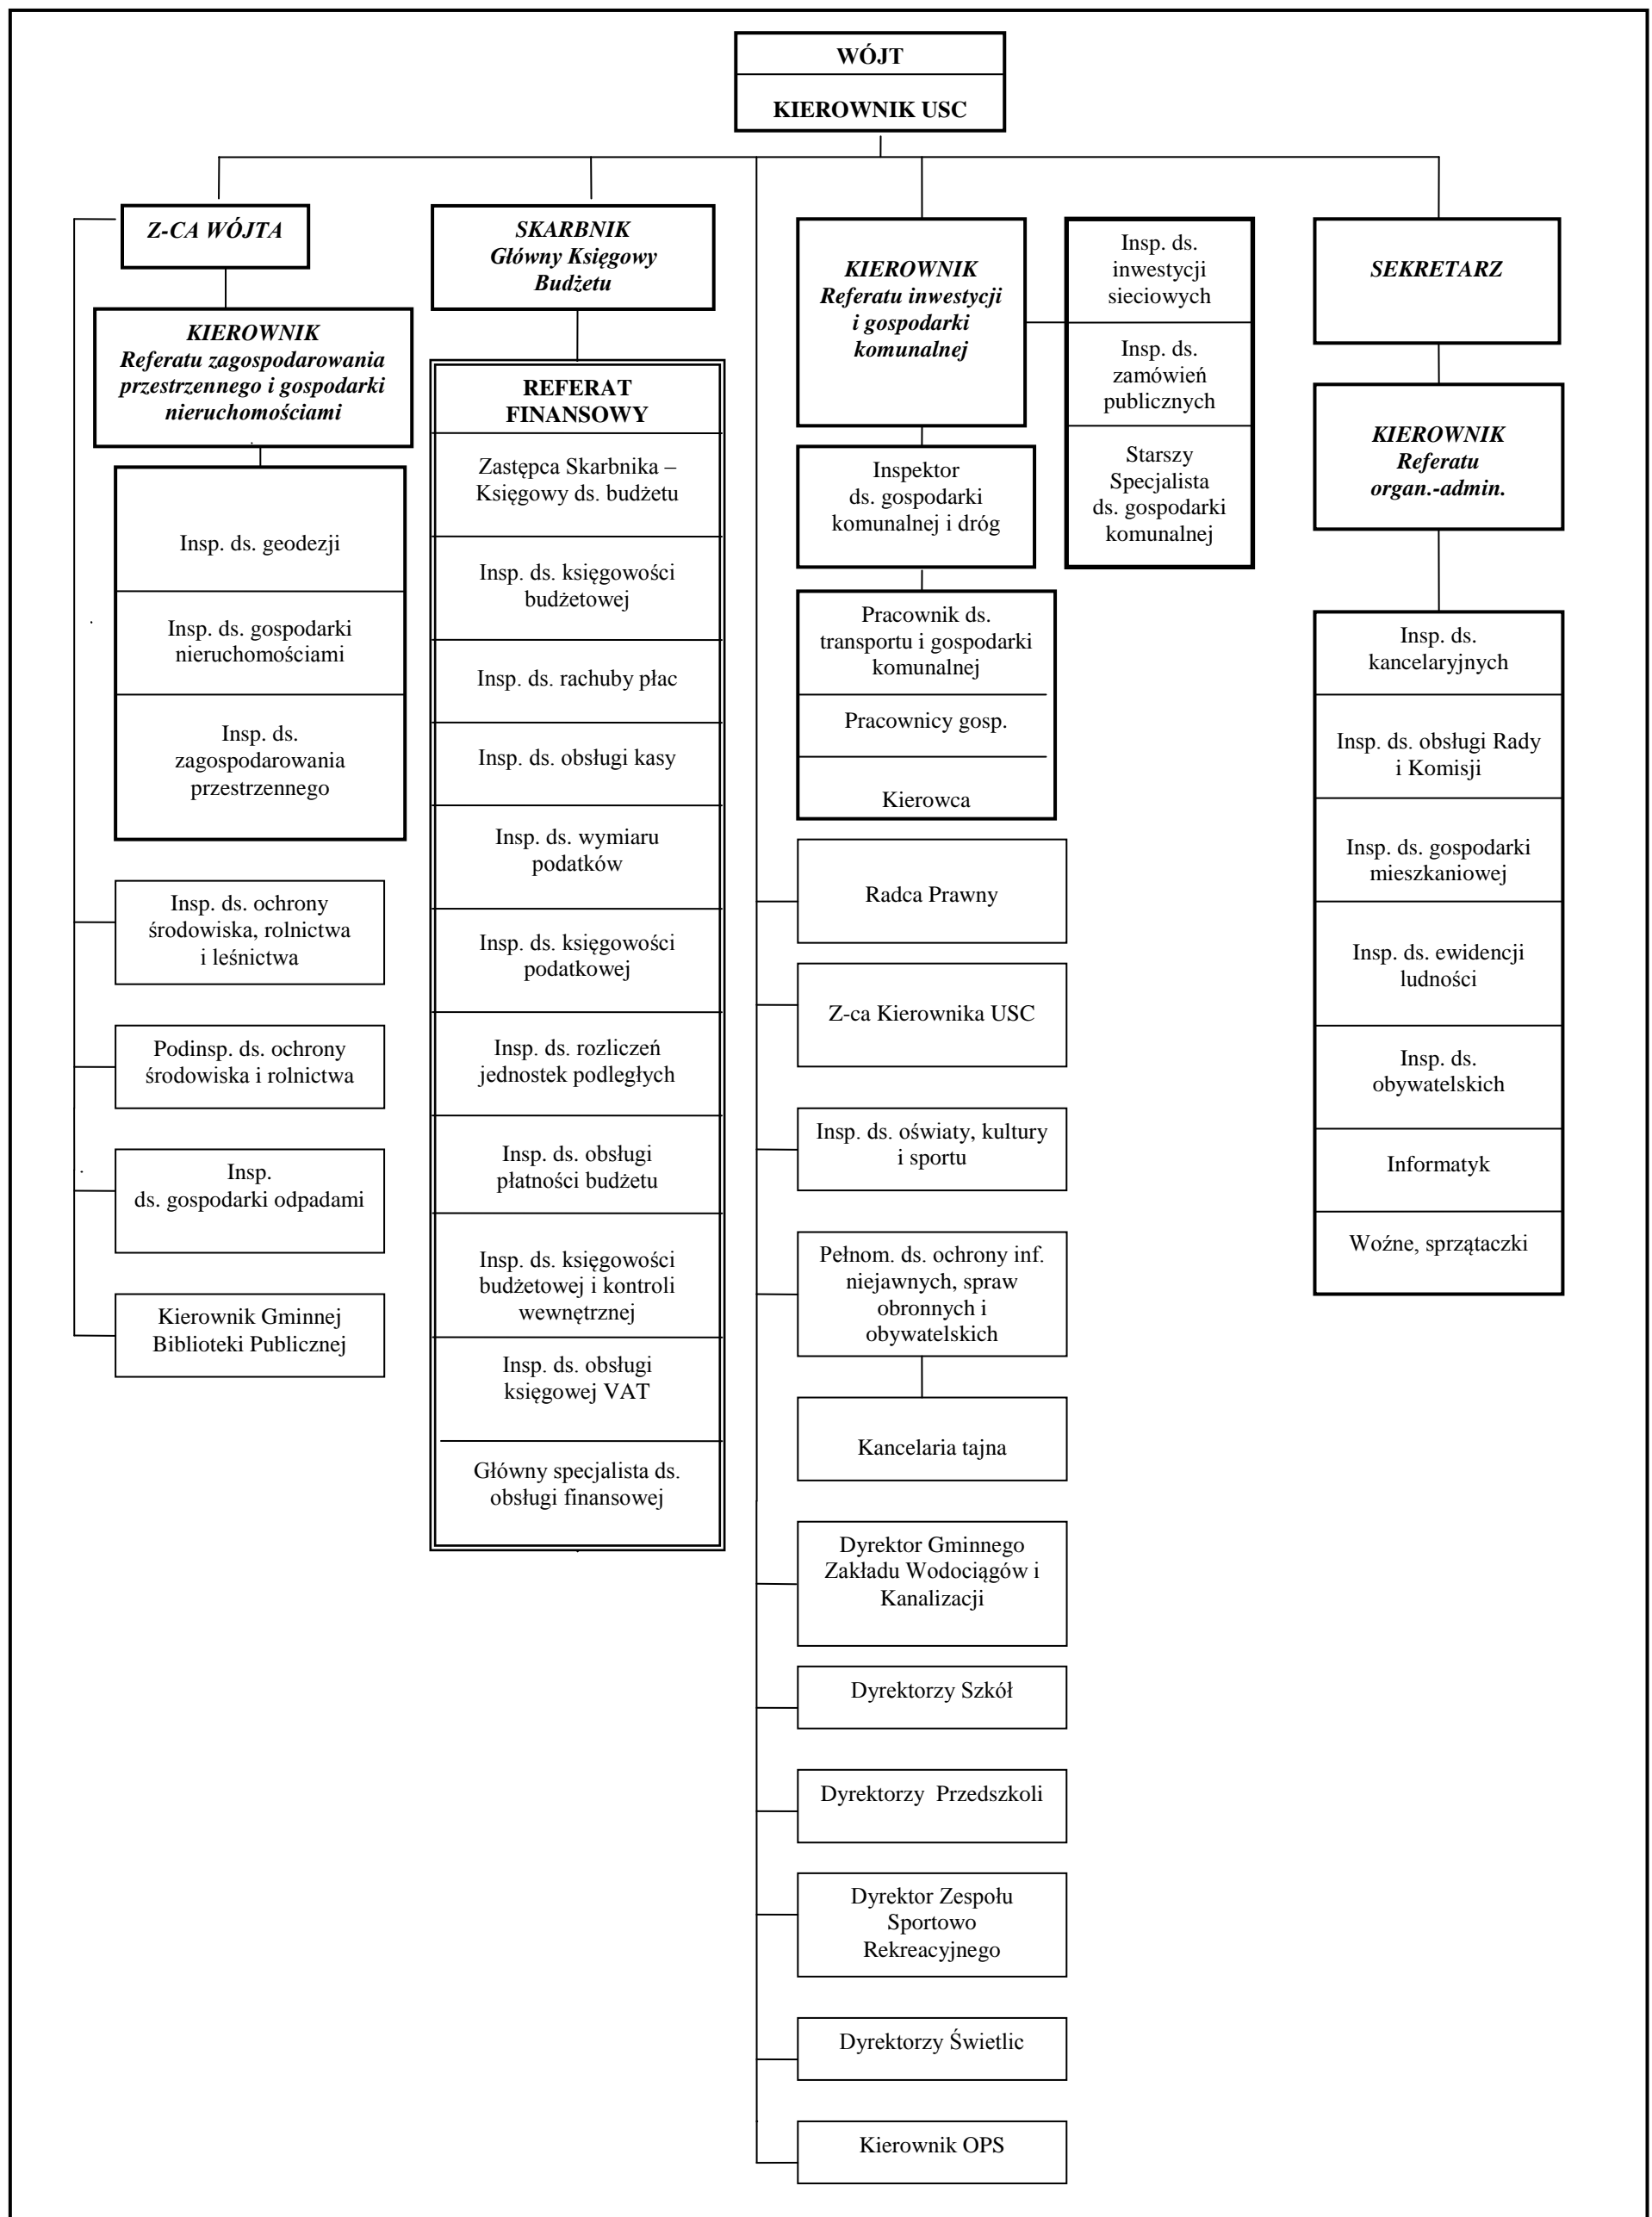 WÓJT
KIEROWNIK USC
Z-CA WÓJTA
KIEROWNIK
Referatu zagospodarowania
przestrzennego i gospodarki
nieruchomościami
Insp. ds. geodezji
Insp. ds. gospodarki
nieruchomościami
Insp. ds.
zagospodarowania
przestrzennego
Insp. ds. ochrony
środowiska, rolnictwa
i leśnictwa
Podinsp. ds. ochrony
środowiska i rolnictwa
Insp.
ds. gospodarki odpadami
Kierownik Gminnej
Biblioteki Publicznej
SKARBNIK
Główny Księgowy
Budżetu
REFERAT
FINANSOWY
Zastępca Skarbnika –
Księgowy ds. budżetu
Insp. ds. księgowości
budżetowej
Insp. ds. rachuby płac
Insp. ds. obsługi kasy
Insp. ds. wymiaru
podatków
Insp. ds. księgowości
podatkowej
Insp. ds. rozliczeń
jednostek podległych
Insp. ds. obsługi
płatności budżetu
Insp. ds. księgowości
budżetowej i kontroli
wewnętrznej
Insp. ds. obsługi
księgowej VAT
Główny specjalista ds.
obsługi finansowej
KIEROWNIK
Referatu inwestycji
i gospodarki
komunalnej
Insp. ds.
inwestycji
sieciowych
Insp. ds.
zamówień
publicznych
Starszy
Specjalista
ds. gospodarki
komunalnej
Inspektor
ds. gospodarki
komunalnej i dróg
Pracownik ds.
transportu i gospodarki
komunalnej
Pracownicy gosp.
Kierowca
Radca Prawny
Z-ca Kierownika USC
Insp. ds. oświaty, kultury
i sportu
Pełnom. ds. ochrony inf.
niejawnych, spraw
obronnych i
obywatelskich
Kancelaria tajna
Dyrektor Gminnego
Zakładu Wodociągów i
Kanalizacji
Dyrektorzy Szkół
Dyrektorzy  Przedszkoli
Dyrektor Zespołu
Sportowo
Rekreacyjnego
Dyrektorzy Świetlic
Kierownik OPS
SEKRETARZ
KIEROWNIK
Referatu
organ.-admin.
Insp. ds.
kancelaryjnych
Insp. ds. obsługi Rady
i Komisji
Insp. ds. gospodarki
mieszkaniowej
Insp. ds. ewidencji
ludności
Insp. ds.
obywatelskich
Informatyk
Woźne, sprzątaczki